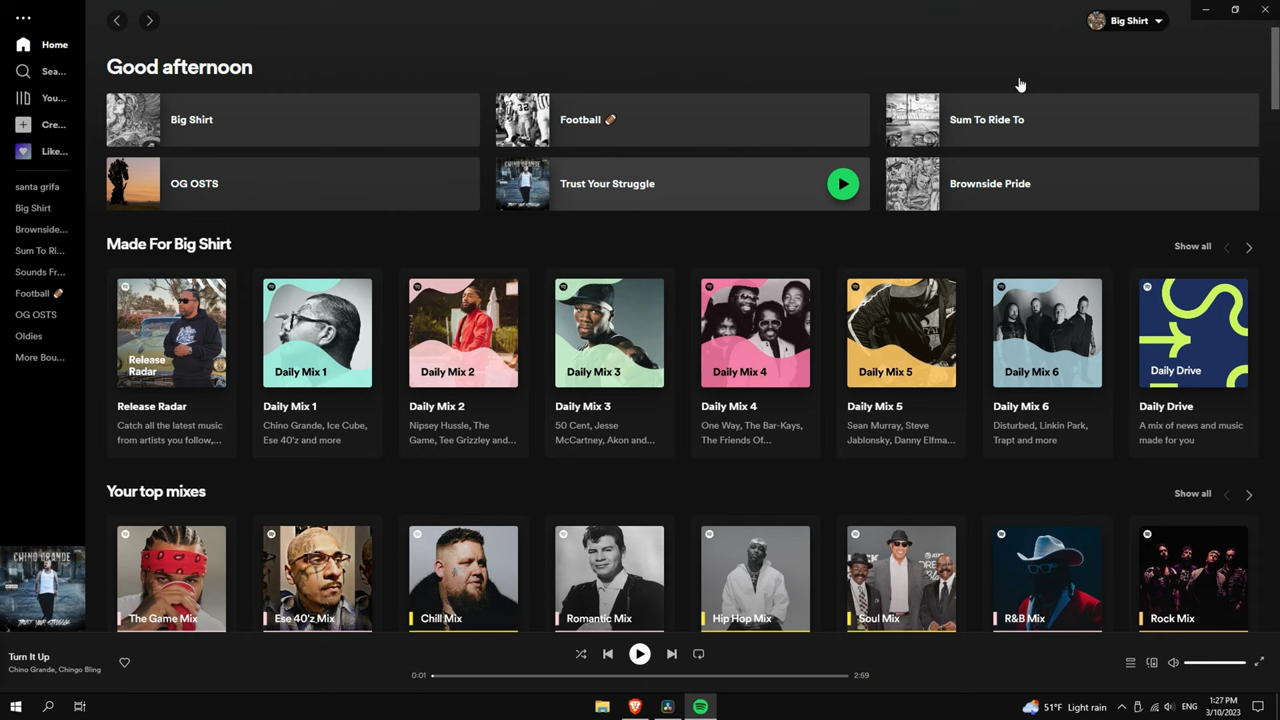 Big Shirt
Home
Sea...
You...
Cre...
Like...
santa grifa
Big Shirt
Brownside...
Sum To Ri...
Sounds Fr...
Football 🏈
OG OSTS
Oldies
More Bou...
Good afternoon
Big Shirt
Football 🏈
Sum To Ride To
OG OSTS
Trust Your Struggle
Brownside Pride
Made For Big Shirt
Show all
Release
Radar
Daily Mix 1
Daily Mix 2
Daily Mix 3
Daily Mix 4
Daily Mix 5
Daily Mix 6
Daily Drive
Release Radar
Catch all the latest music
from artists you follow,...
Daily Mix 1
Chino Grande, Ice Cube,
Ese 40'z and more
Daily Mix 2
Nipsey Hussle, The
Game, Tee Grizzley and...
Daily Mix 3
50 Cent, Jesse
McCartney, Akon and...
Daily Mix 4
One Way, The Bar-Kays,
The Friends Of...
Daily Mix 5
Sean Murray, Steve
Jablonsky, Danny Elfma...
Daily Mix 6
Disturbed, Linkin Park,
Trapt and more
Daily Drive
A mix of news and music
made for you
Your top mixes
Show all
The Game Mix
Ese 40'z Mix
Chill Mix
Romantic Mix
Hip Hop Mix
Soul Mix
R&B Mix
Rock Mix
CHINO GRANDE
TRUST YOUR STRUGGLE
Turn It Up
Chino Grande, Chingo Bling
0:01
2:59
51°F Light rain
ENG
1:27 PM
3/10/2023